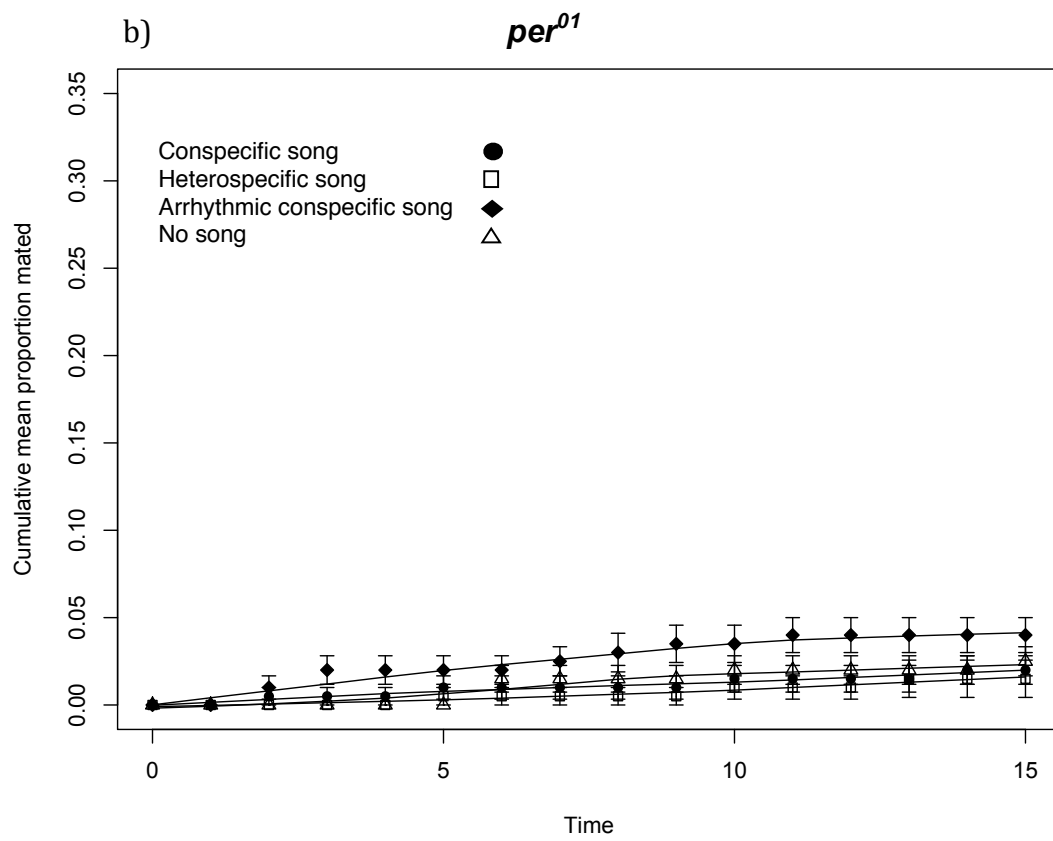 b)
per01
0.35
0.30
0.25
0.20
0.15
0.10
0.05
0.00
Cumulative mean proportion mated
Conspecific song
Heterospecific song
Arrhythmic conspecific song
No song
0 5 10 15
Time